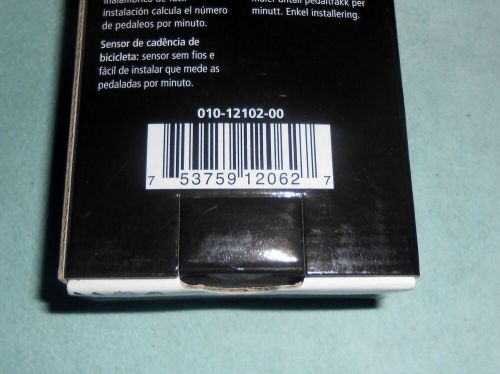 instalación calcula el número
de pedaleos por minuto.
Sensor de cadência de
bicicleta: sensor sem fios e
fácil de instalar que mede as
pedaladas por minuto.
måler antall pedaltråkk per
minutt. Enkel installering.
010-12102-00
7 53759 12062 7